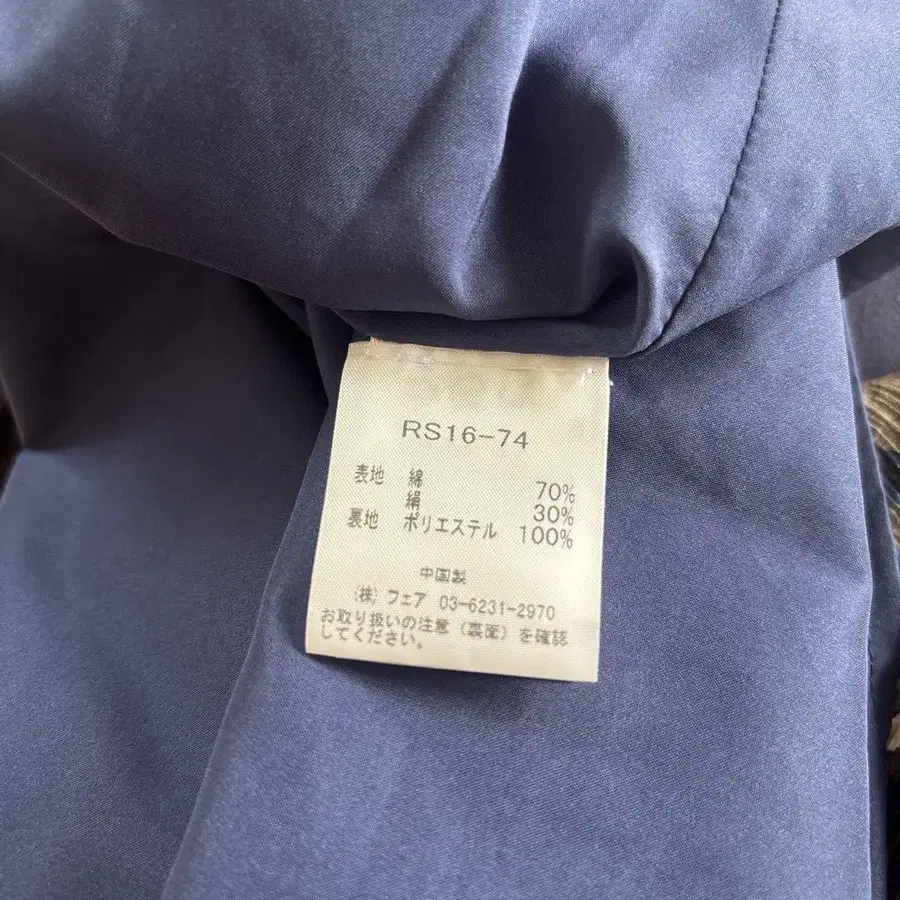 RS16-74
表地 綿 70%
絹 30%
裏地 ポリエステル 100%
中国製
(株) フェア 03-6231-2970
お取り扱いの注意(裏面)を確認
してください。